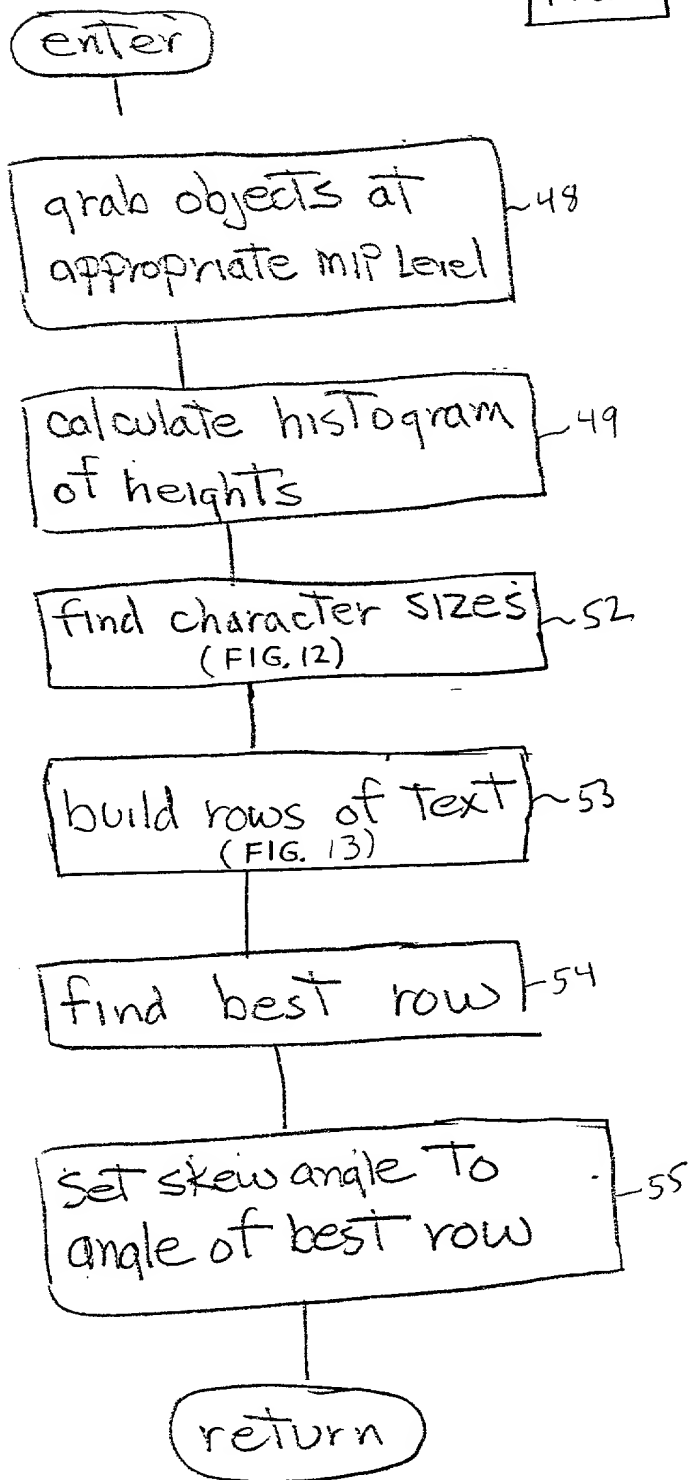 enter
grab objects at
appropriate MIP Level
48
calculate histogram
of heights
49
find character sizes
(FIG. 12)
52
build rows of Text
(FIG. 13)
53
find best row
54
set skew angle To
angle of best row
55
return